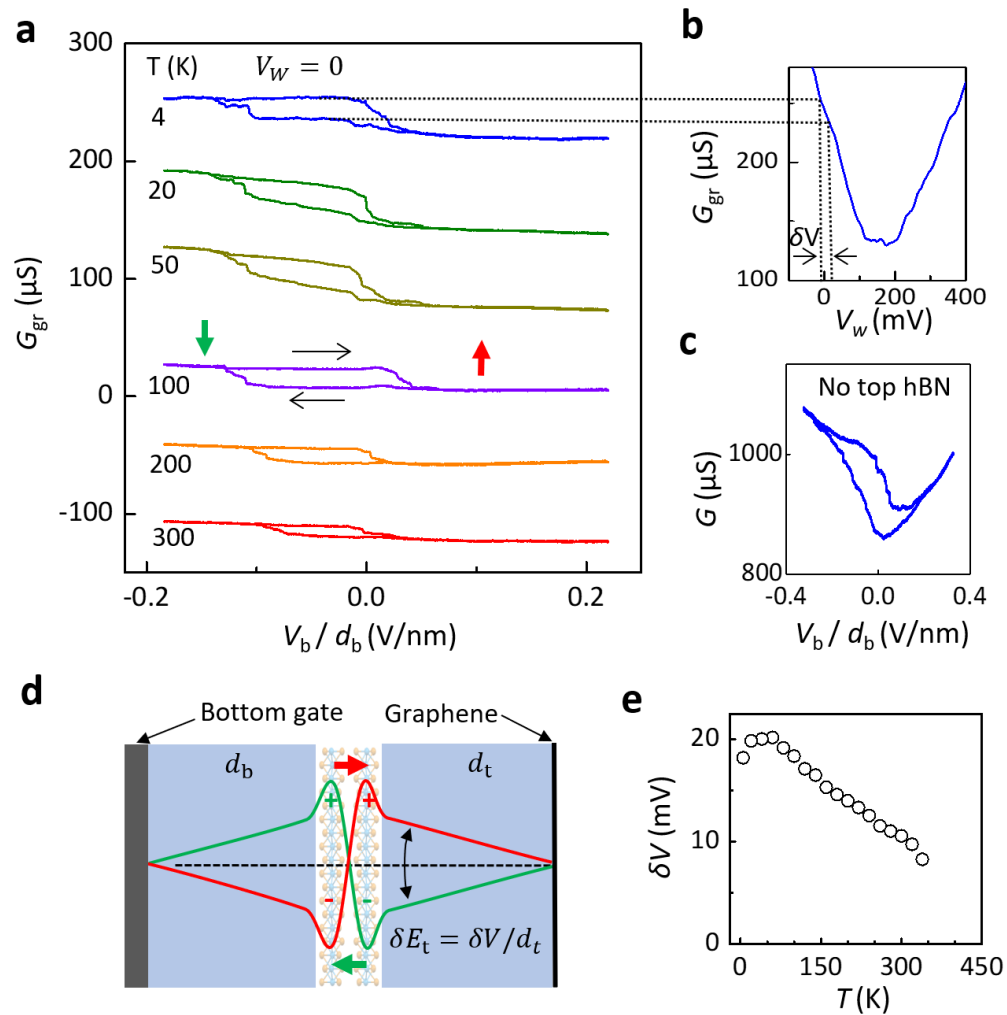 a
300
T (K)
V_W = 0
4
200
20
100
50
G_gr (µS)
0
100
200
-100
300
-0.2
0.0
0.2
V_b / d_b (V/nm)
b
G_gr (µS)
200
100
δV
0
200
400
V_w (mV)
c
No top hBN
G (µS)
1000
800
-0.4
0.0
0.4
V_b / d_b (V/nm)
d
Bottom gate
Graphene
d_b
d_t
+
+
-
-
δE_t = δV/d_t
e
δV (mV)
20
10
0
0
150
300
450
T (K)